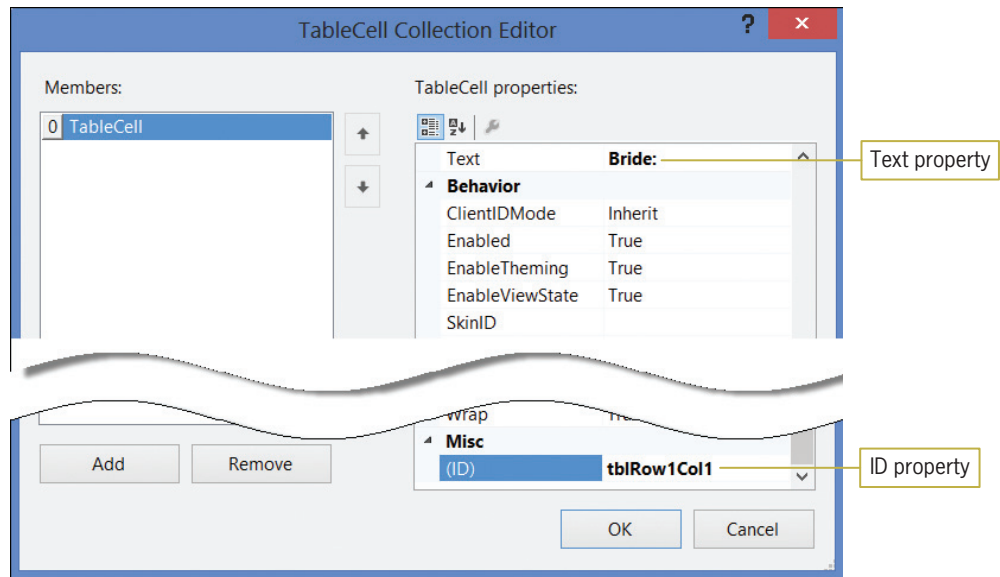 TableCell Collection Editor
?
×
Members:
TableCell properties:
0 TableCell
Text Bride:
Text property
Behavior
ClientIDMode Inherit
Enabled True
EnableTheming True
EnableViewState True
SkinID
Wrap
Misc
(ID) tblRow1Col1
ID property
Add Remove
OK Cancel